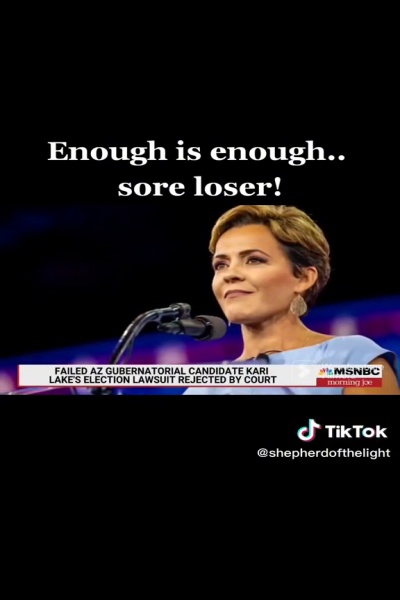 Enough is enough..
sore loser!
FAILED AZ GUBERNATORIAL CANDIDATE KARI
LAKE'S ELECTION LAWSUIT REJECTED BY COURT
MSNBC
morning joe
TikTok
@shepherdofthelight